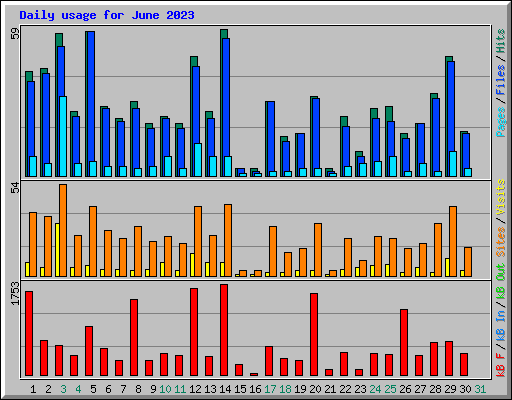 Daily usage for June 2023
59
Pages / Files / Hits
54
Sites / Visits
1753
kB F / kB In / kB Out
1 2 3 4 5 6 7 8 9 10 11 12 13 14 15 16 17 18 19 20 21 22 23 24 25 26 27 28 29 30 31